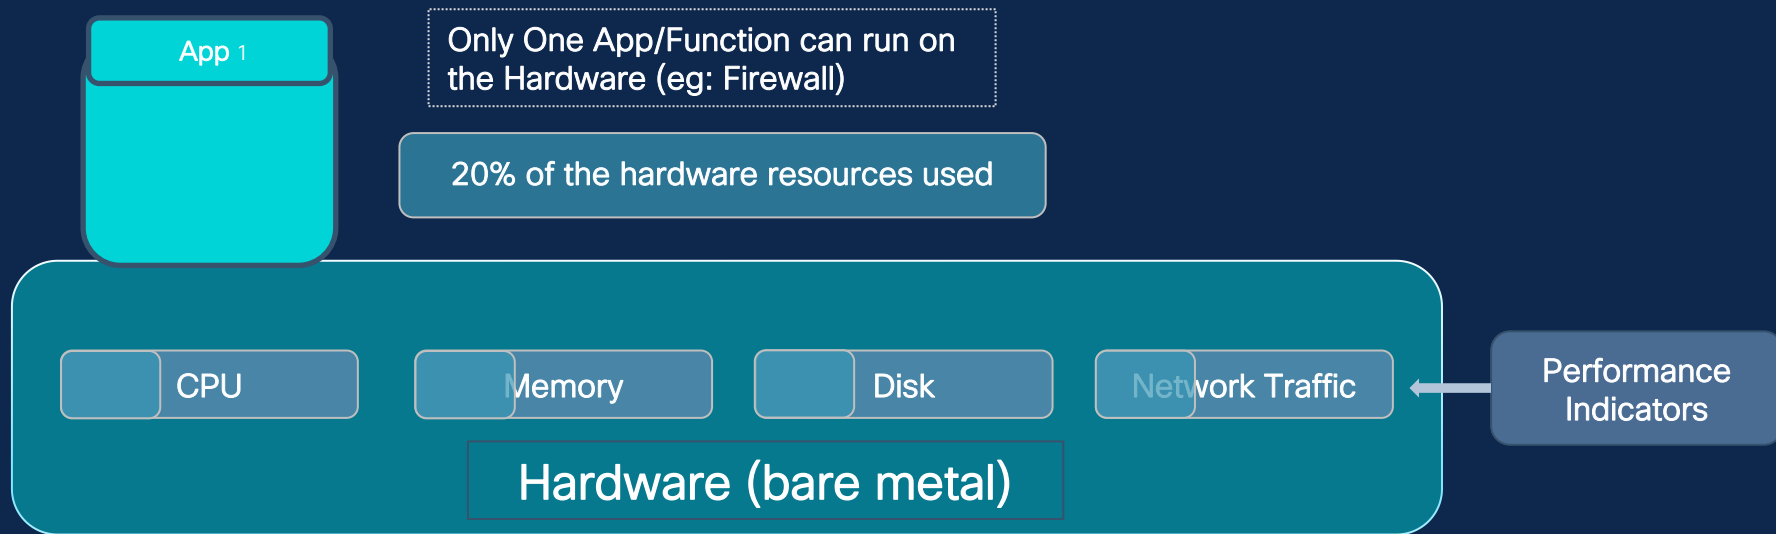 App 1
Only One App/Function can run on
the Hardware (eg: Firewall)
20% of the hardware resources used
CPU
Memory
Disk
Network Traffic
Performance
Indicators
Hardware (bare metal)